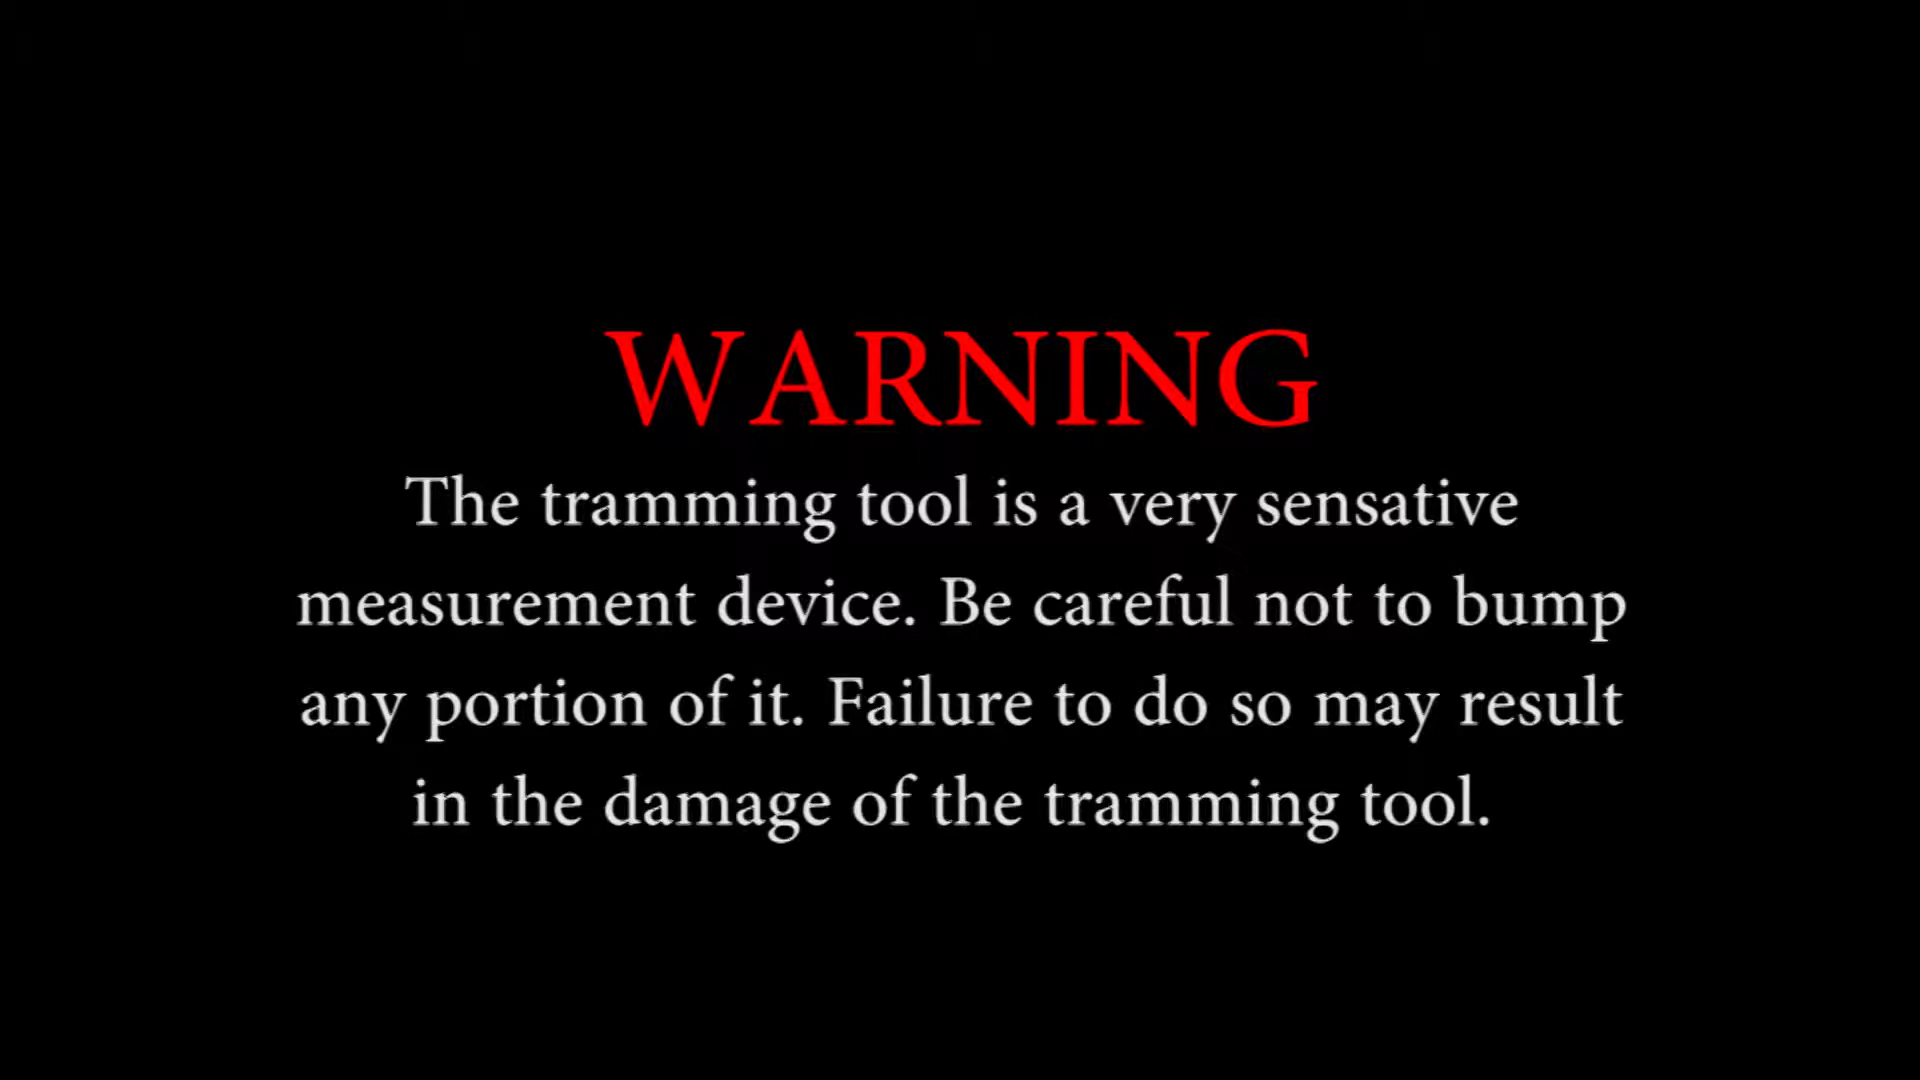 WARNING
The tramming tool is a very sensative
measurement device. Be careful not to bump
any portion of it. Failure to do so may result
in the damage of the tramming tool.